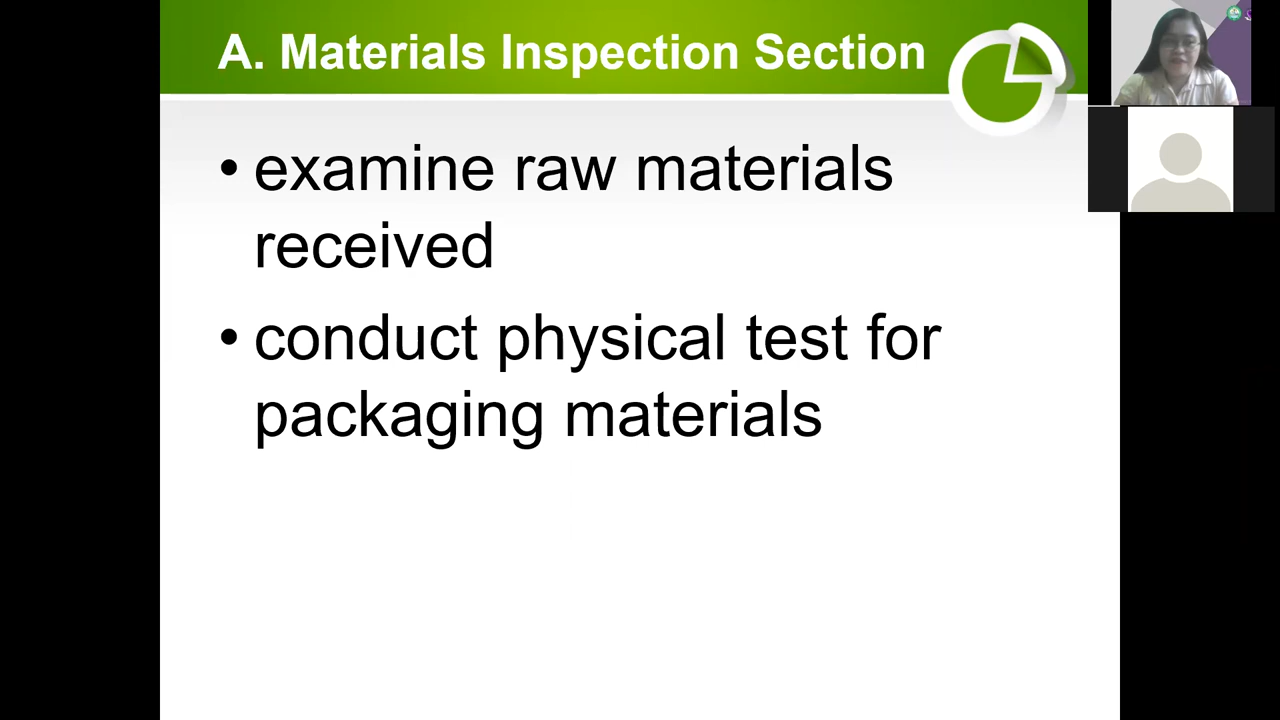 A. Materials Inspection Section
• examine raw materials
received
• conduct physical test for
packaging materials